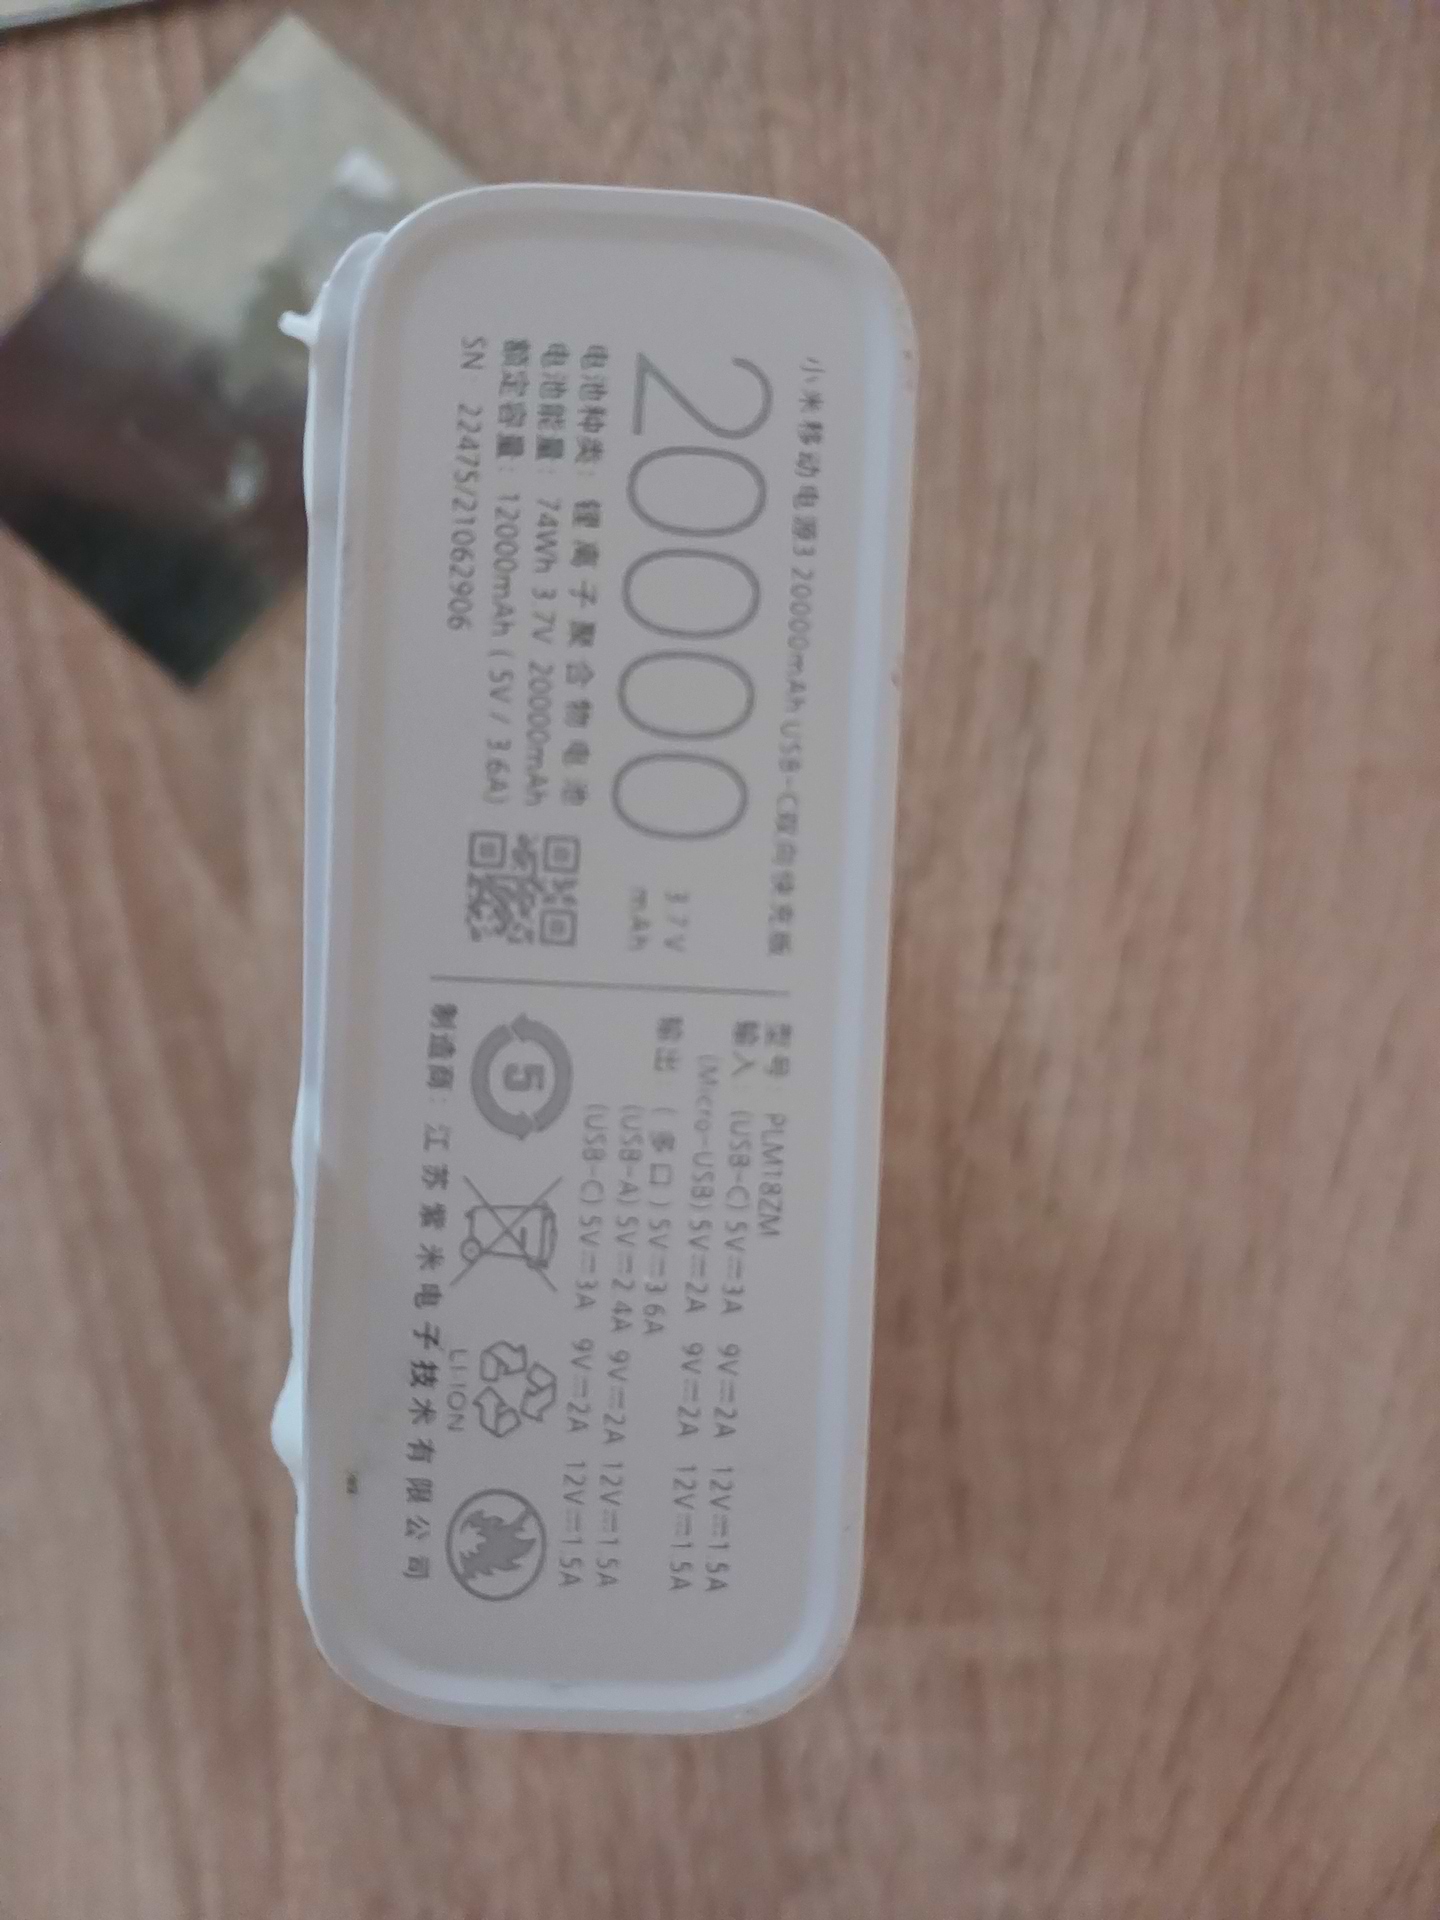 小米移动电源3 20000mAh USB-C双向快充版
20000
3.7V
mAh
电池种类：锂离子聚合物电池
电池能量：74Wh 3.7V 20000mAh
额定容量：12000mAh（5V / 3.6A）
SN: 22475/21062906
型号：PLM18ZM
输入：(USB-C) 5V⎓3A 9V⎓2A 12V⎓1.5A
(Micro-USB) 5V⎓2A 9V⎓2A 12V⎓1.5A
输出：(多口) 5V⎓3.6A
(USB-A) 5V⎓2.4A 9V⎓2A 12V⎓1.5A
(USB-C) 5V⎓3A 9V⎓2A 12V⎓1.5A
5
LI-ION
制造商：江苏紫米电子技术有限公司